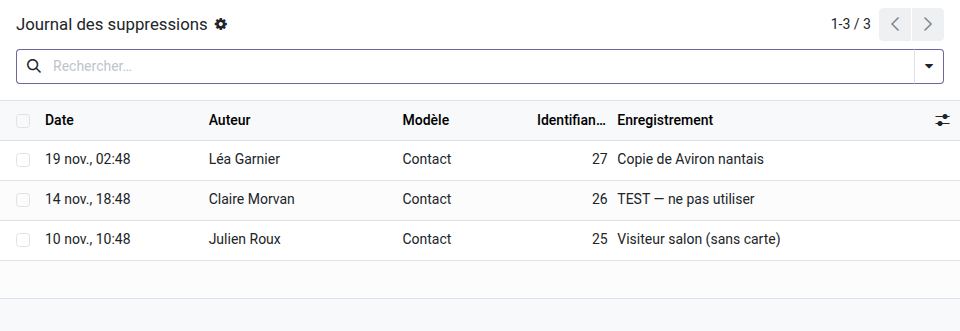 Journal des suppressions
1-3 / 3
Rechercher...
Date Auteur Modèle Identifian... Enregistrement
19 nov., 02:48 Léa Garnier Contact 27 Copie de Aviron nantais
14 nov., 18:48 Claire Morvan Contact 26 TEST — ne pas utiliser
10 nov., 10:48 Julien Roux Contact 25 Visiteur salon (sans carte)